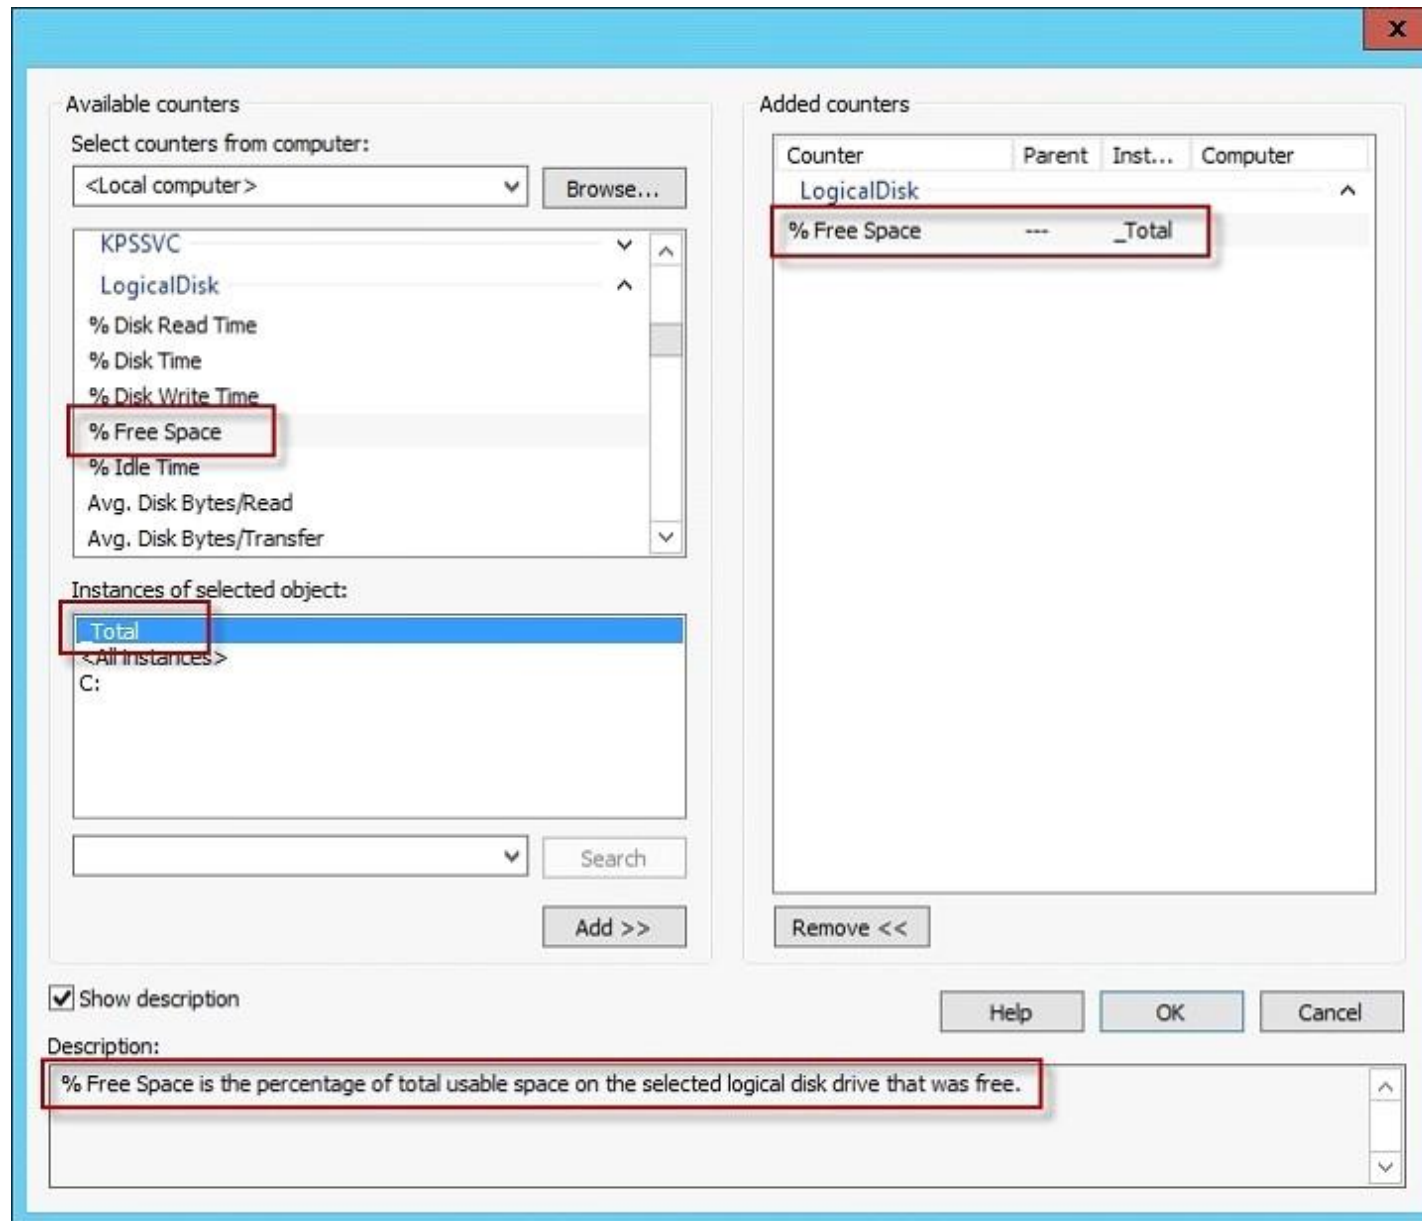 X
Available counters
Select counters from computer:
<Local computer>
Browse...
KPSSVC
LogicalDisk
% Disk Read Time
% Disk Time
% Disk Write Time
% Free Space
% Idle Time
Avg. Disk Bytes/Read
Avg. Disk Bytes/Transfer
Instances of selected object:
_Total
<All instances>
C:
Search
Add >>
Added counters
Counter Parent Inst... Computer
LogicalDisk
% Free Space --- _Total
Remove <<
Show description
Help OK Cancel
Description:
% Free Space is the percentage of total usable space on the selected logical disk drive that was free.